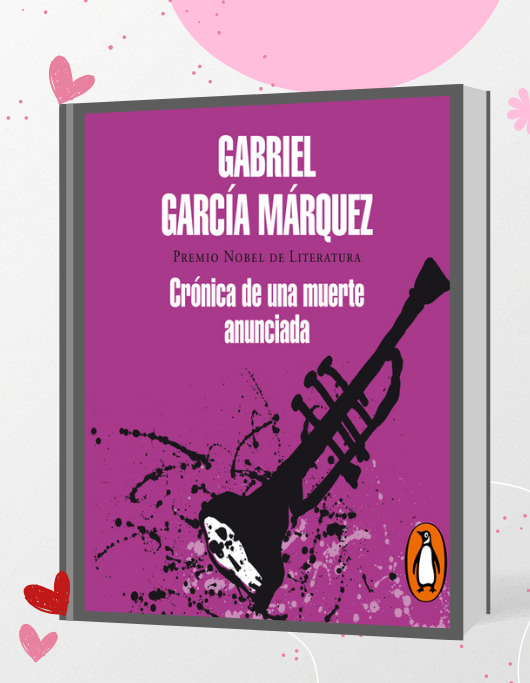 GABRIEL
GARCÍA MÁRQUEZ
PREMIO NOBEL DE LITERATURA
Crónica de una muerte
anunciada